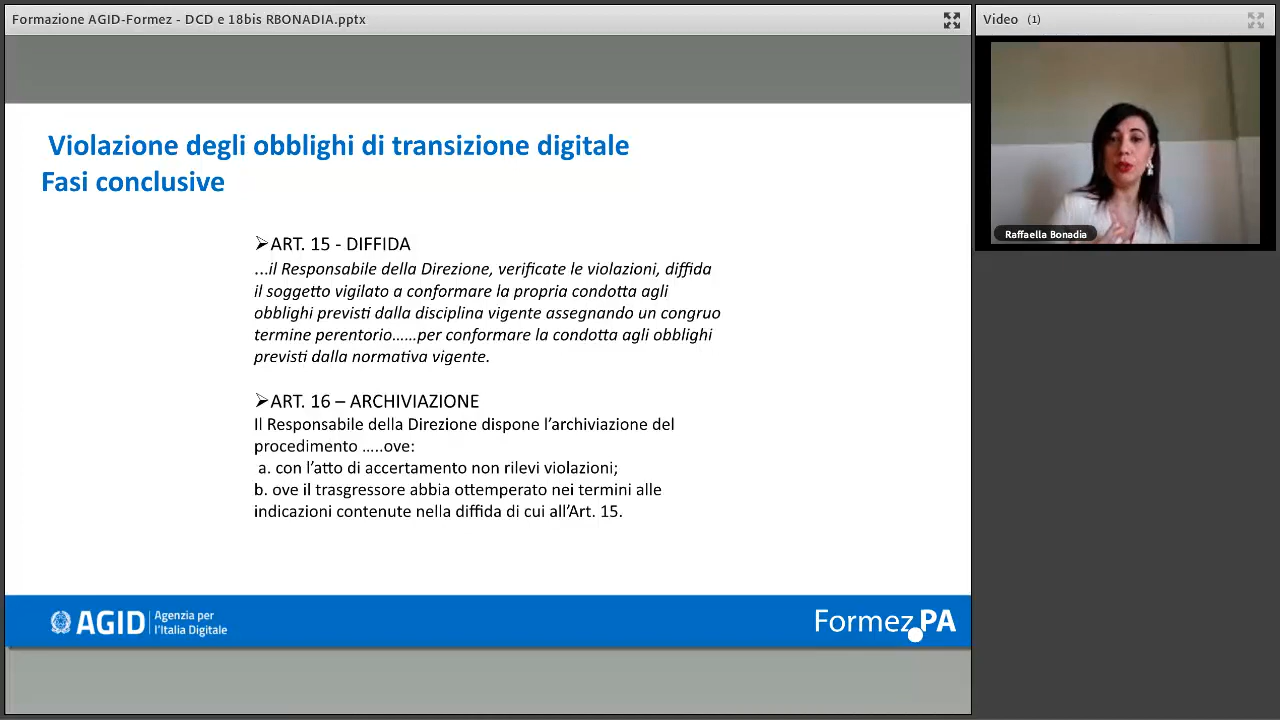 Formazione AGID-Formez - DCD e 18bis RBONADIA.pptx
Video (1)
Violazione degli obblighi di transizione digitale
Fasi conclusive
➢ART. 15 - DIFFIDA
...il Responsabile della Direzione, verificate le violazioni, diffida
il soggetto vigilato a conformare la propria condotta agli
obblighi previsti dalla disciplina vigente assegnando un congruo
termine perentorio......per conformare la condotta agli obblighi
previsti dalla normativa vigente.
➢ART. 16 – ARCHIVIAZIONE
Il Responsabile della Direzione dispone l’archiviazione del
procedimento .....ove:
a. con l’atto di accertamento non rilevi violazioni;
b. ove il trasgressore abbia ottemperato nei termini alle
indicazioni contenute nella diffida di cui all’Art. 15.
Raffaella Bonadia
AGID
Agenzia per
l’Italia Digitale
Formez PA